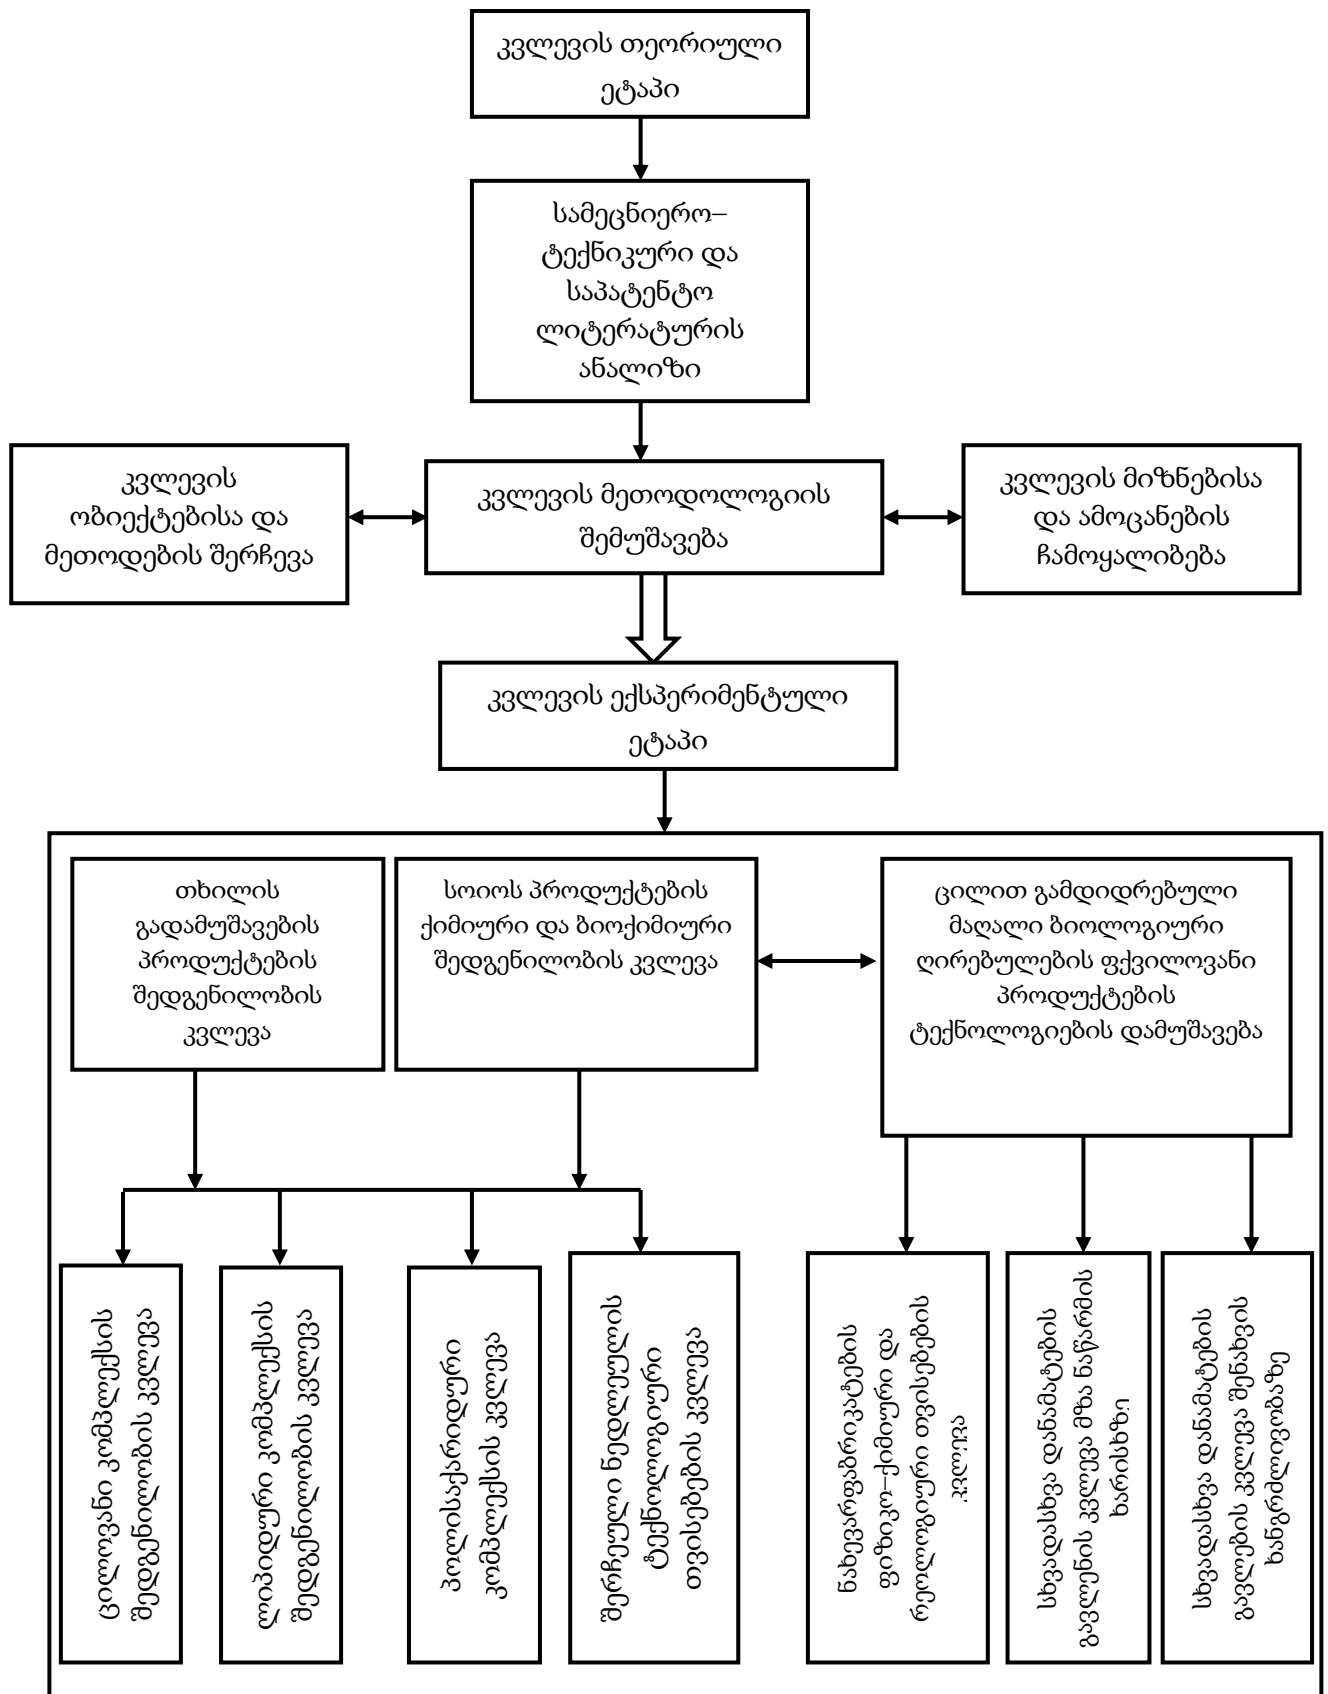 კვლევის თეორიული
ეტაპი
სამეცნიერო–
ტექნიკური და
საპატენტო
ლიტერატურის
ანალიზი
კვლევის
ობიექტებისა და
მეთოდების შერჩევა
კვლევის მეთოდოლოგიის
შემუშავება
კვლევის მიზნებისა
და ამოცანების
ჩამოყალიბება
კვლევის ექსპერიმენტული
ეტაპი
თხილის
გადამუშავების
პროდუქტების
შედგენილობის
კვლევა
სოიოს პროდუქტების
ქიმიური და ბიოქიმიური
შედგენილობის კვლევა
ცილით გამდიდრებული
მაღალი ბიოლოგიური
ღირებულების ფქვილოვანი
პროდუქტების
ტექნოლოგიების დამუშავება
ცილოვანი კომპლექსის
შედგენილობის კვლევა
ლიპიდური კომპლექსის
შედგენილობის კვლევა
პოლისაქარიდური
კომპლექსის კვლევა
შერჩეული ნედლეულის
ტექნოლოგიური
თვისებების კვლევა
ნახევარფაბრიკატების
ფიზიკო–ქიმიური და
რეოლოგიური თვისებების
კვლევა
სხვადასხვა დანამატების
გავლენის კვლევა მზა ნაწარმის
ხარისხზე
სხვადასხვა დანამატების
გავლების კვლევა შენახვის
ხანგრძლივობაზე